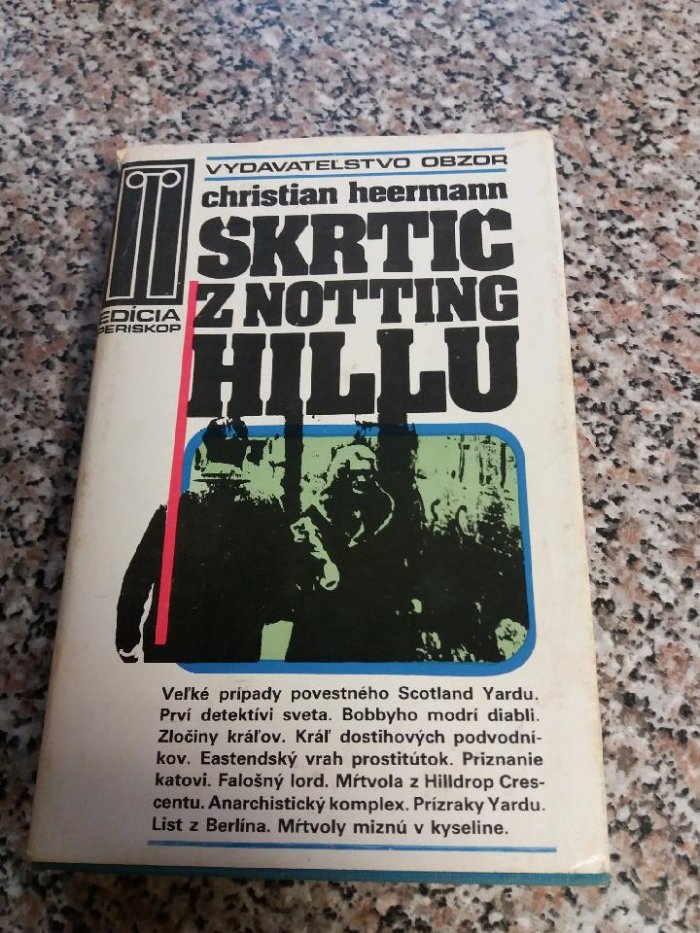 VYDAVATEĽSTVO OBZOR
christian heermann
ŠKRTIČ
Z NOTTING
HILLU
EDÍCIA
PERISKOP
Veľké prípady povestného Scotland Yardu.
Prví detektívi sveta. Bobbyho modrí diabli.
Zločiny kráľov. Kráľ dostihových podvodní-
kov. Eastendský vrah prostitútok. Priznanie
katovi. Falošný lord. Mŕtvola z Hilldrop Cres-
centu. Anarchistický komplex. Prízraky Yardu.
List z Berlína. Mŕtvoly miznú v kyseline.